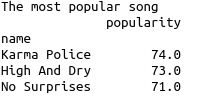 The most popular song
popularity
name
Karma Police 74.0
High And Dry 73.0
No Surprises 71.0